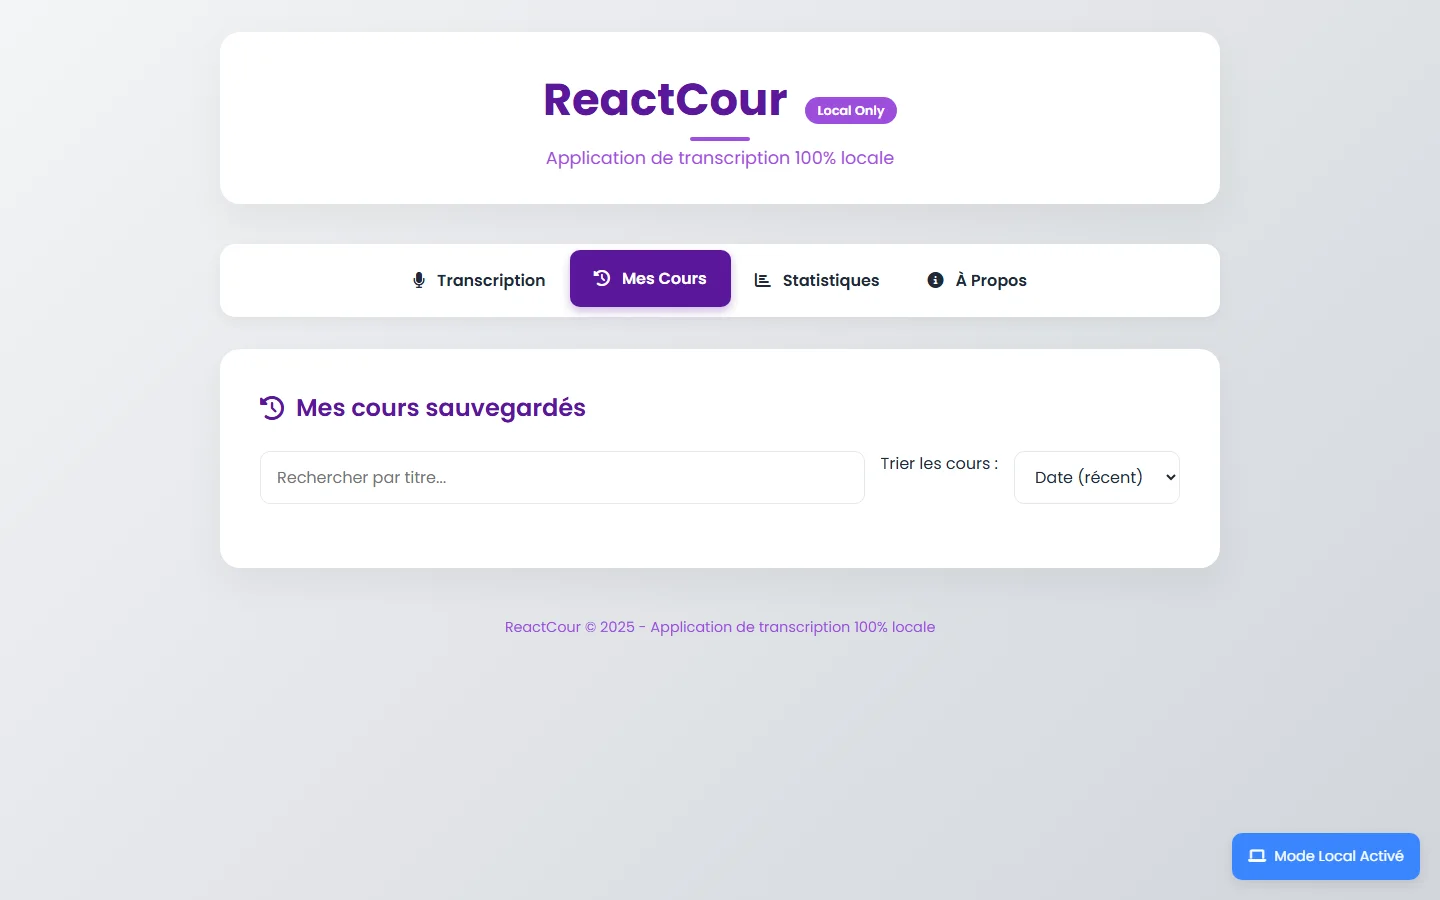 ReactCour Local Only
Application de transcription 100% locale
Transcription Mes Cours Statistiques À Propos
Mes cours sauvegardés
Rechercher par titre... Trier les cours : Date (récent)
ReactCour © 2025 - Application de transcription 100% locale
Mode Local Activé